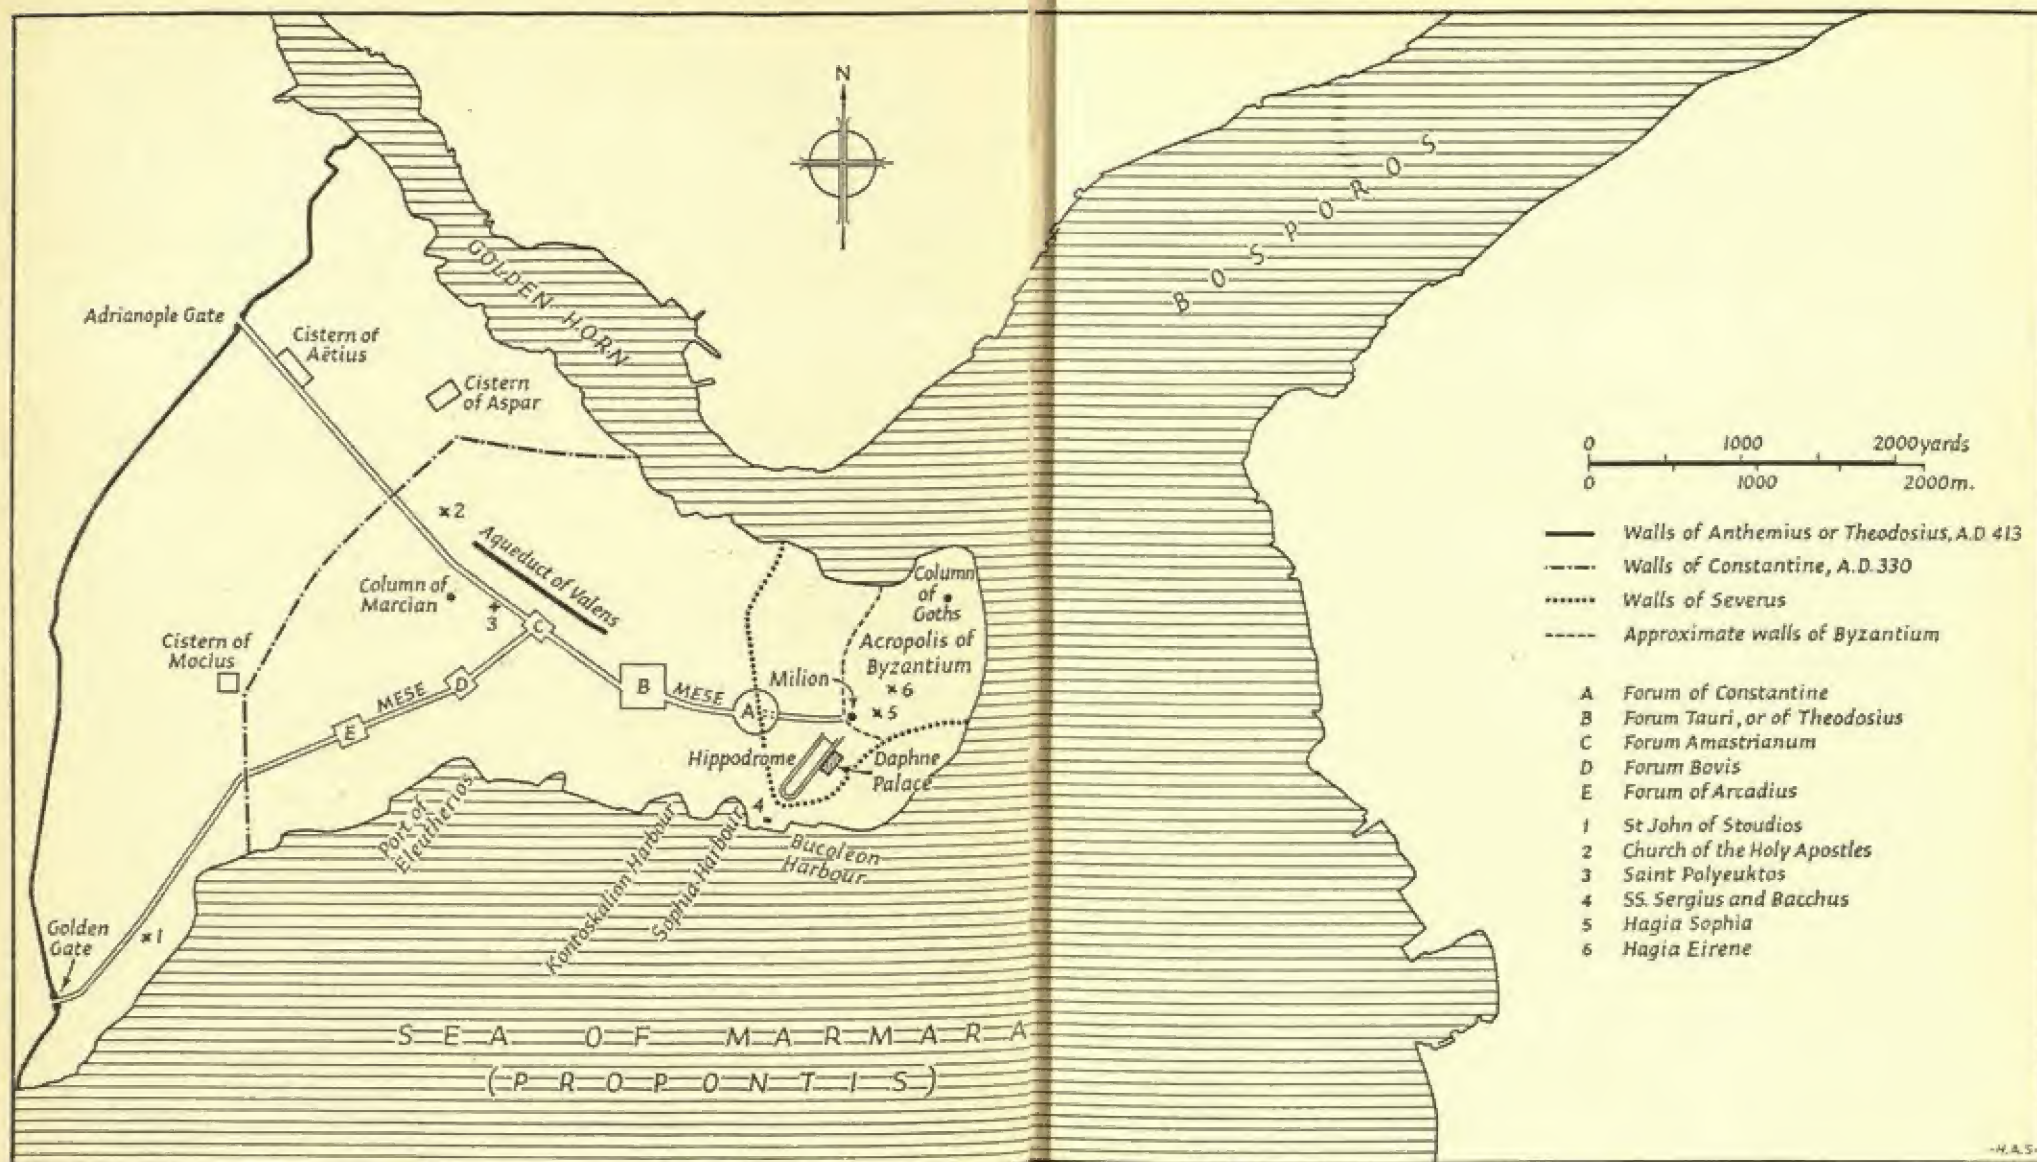 N
GOLDEN HORN
BOSPOROS
Adrianople Gate
Cistern of
Aëtius
Cistern
of Aspar
2
Aqueduct of Valens
Column of
Marcian
3
C
Cistern of
Mocius
MESE
D
E
B
MESE
A
Milion
Column
of
Goths
Acropolis of
Byzantium
6
5
Hippodrome
Daphne
Palace
4
Port of
Eleutherios
Kontoskalion Harbour
Sophia Harbour
Bucoleon
Harbour
Golden
Gate
1
SEA OF MARMARA
(PROPONTIS)
0 1000 2000 yards
0 1000 2000 m.
Walls of Anthemius or Theodosius, A.D. 413
Walls of Constantine, A.D. 330
Walls of Severus
Approximate walls of Byzantium
A Forum of Constantine
B Forum Tauri, or of Theodosius
C Forum Amastrianum
D Forum Bovis
E Forum of Arcadius
1 St John of Stoudios
2 Church of the Holy Apostles
3 Saint Polyeuktos
4 SS. Sergius and Bacchus
5 Hagia Sophia
6 Hagia Eirene